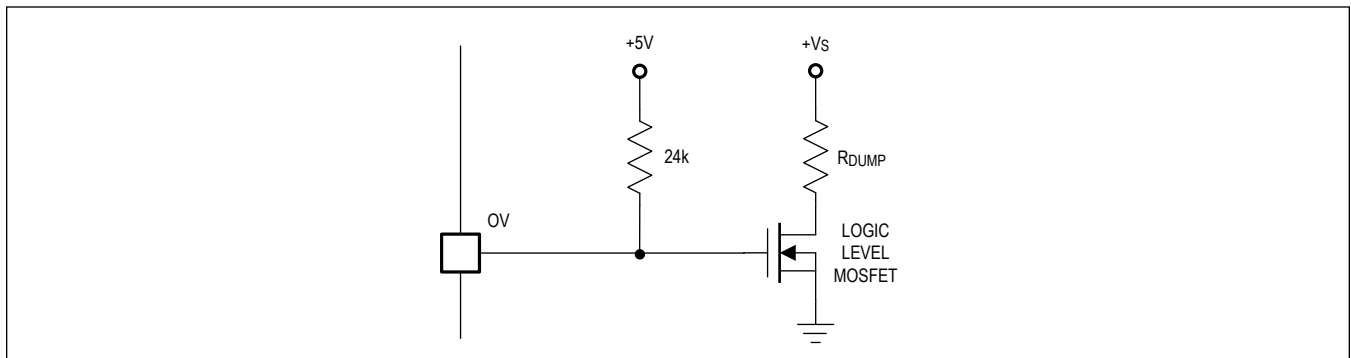 +5V
+VS
24k
RDUMP
OV
LOGIC
LEVEL
MOSFET